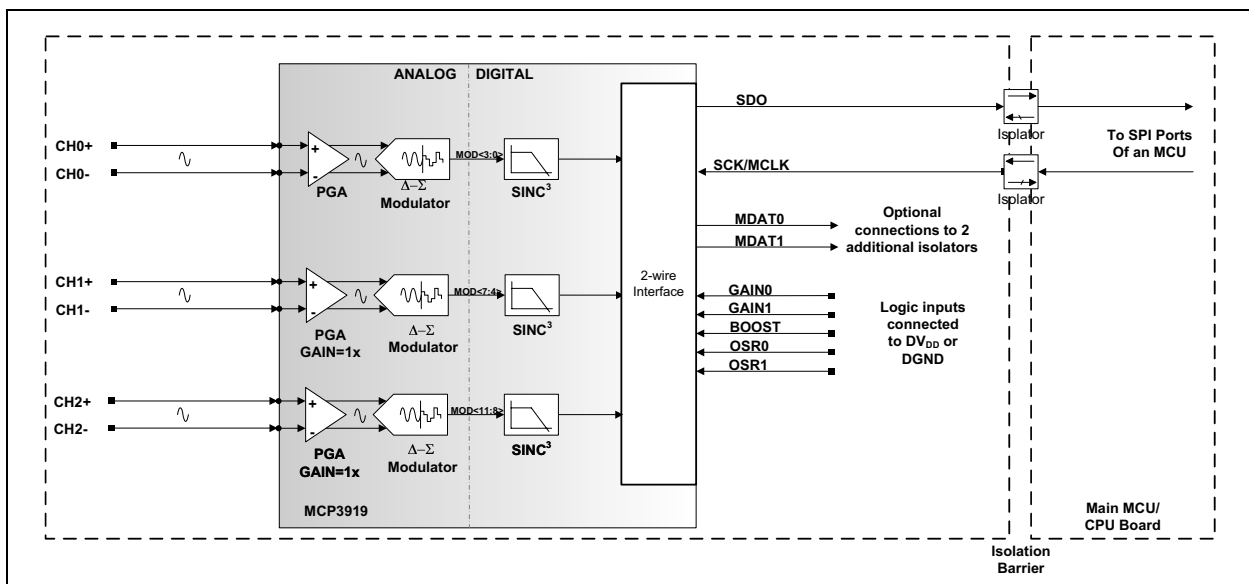 ANALOG DIGITAL
SDO
Isolator
To SPI Ports
Of an MCU
SCK/MCLK
Isolator
CH0+
CH0-
+
-
PGA
Δ–Σ
Modulator
MOD<3:0>
SINC³
MDAT0
MDAT1
Optional
connections to 2
additional isolators
CH1+
CH1-
+
-
PGA
GAIN=1x
Δ–Σ
Modulator
MOD<7:4>
SINC³
2-wire
Interface
GAIN0
GAIN1
BOOST
OSR0
OSR1
Logic inputs
connected
to DVDD or
DGND
CH2+
CH2-
+
-
PGA
GAIN=1x
Δ–Σ
Modulator
MOD<11:8>
SINC³
MCP3919
Main MCU/
CPU Board
Isolation
Barrier